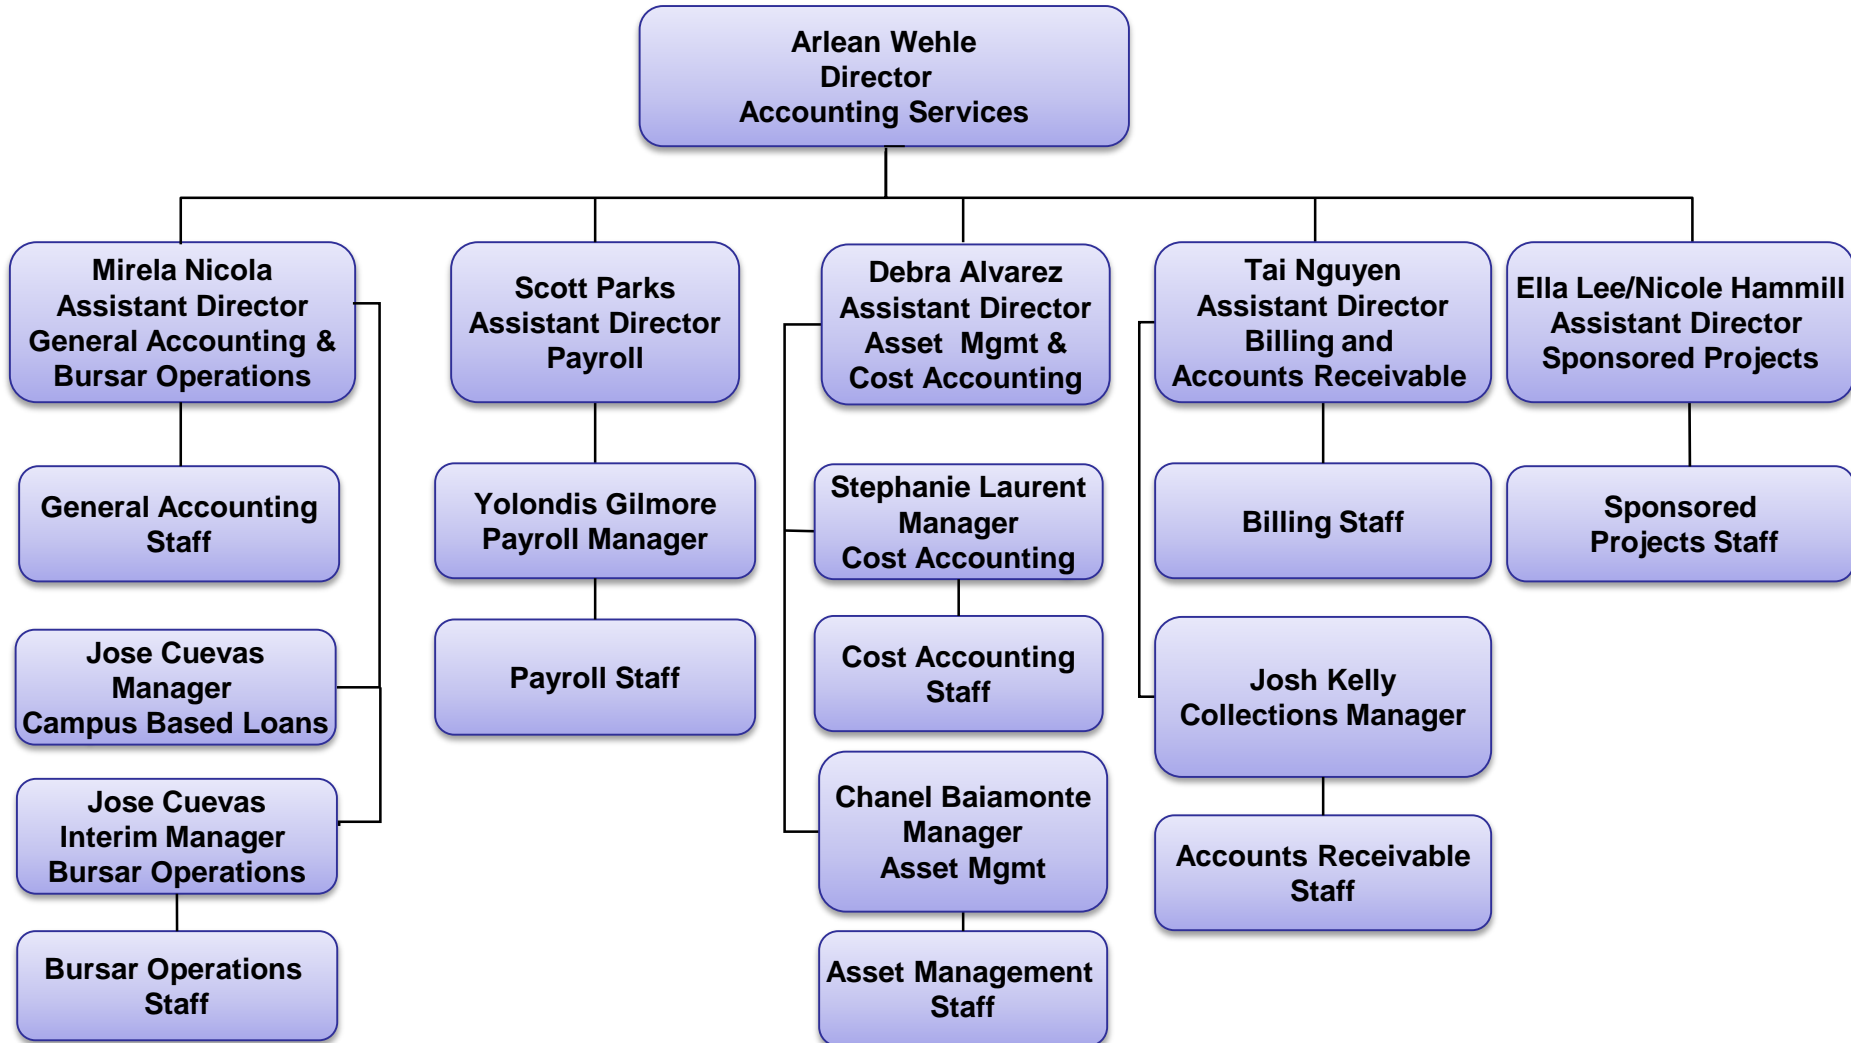 Arlean Wehle
Director
Accounting Services
Mirela Nicola
Assistant Director
General Accounting &
Bursar Operations
Scott Parks
Assistant Director
Payroll
Debra Alvarez
Assistant Director
Asset  Mgmt &
Cost Accounting
Tai Nguyen
Assistant Director
Billing and
Accounts Receivable
Ella Lee/Nicole Hammill
Assistant Director
Sponsored Projects
General Accounting
Staff
Yolondis Gilmore
Payroll Manager
Stephanie Laurent
Manager
Cost Accounting
Billing Staff
Sponsored
Projects Staff
Jose Cuevas
Manager
Campus Based Loans
Payroll Staff
Cost Accounting
Staff
Josh Kelly
Collections Manager
Jose Cuevas
Interim Manager
Bursar Operations
Chanel Baiamonte
Manager
Asset Mgmt
Accounts Receivable
Staff
Bursar Operations
Staff
Asset Management
Staff